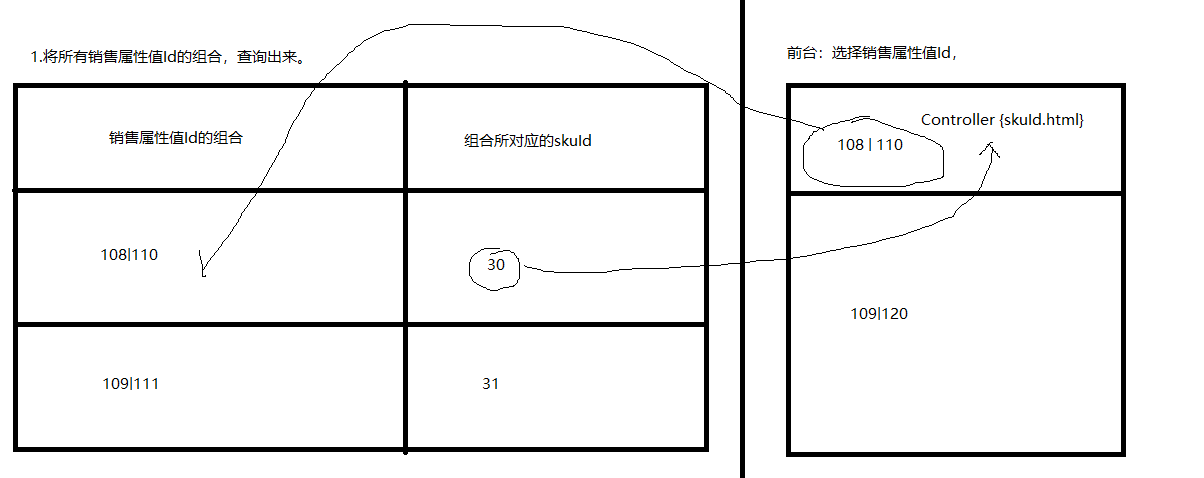 1.将所有销售属性值Id的组合，查询出来。
销售属性值Id的组合
组合所对应的skuId
108|110
30
109|111
31
前台：选择销售属性值Id，
Controller {skuId.html}
108 | 110
109|120